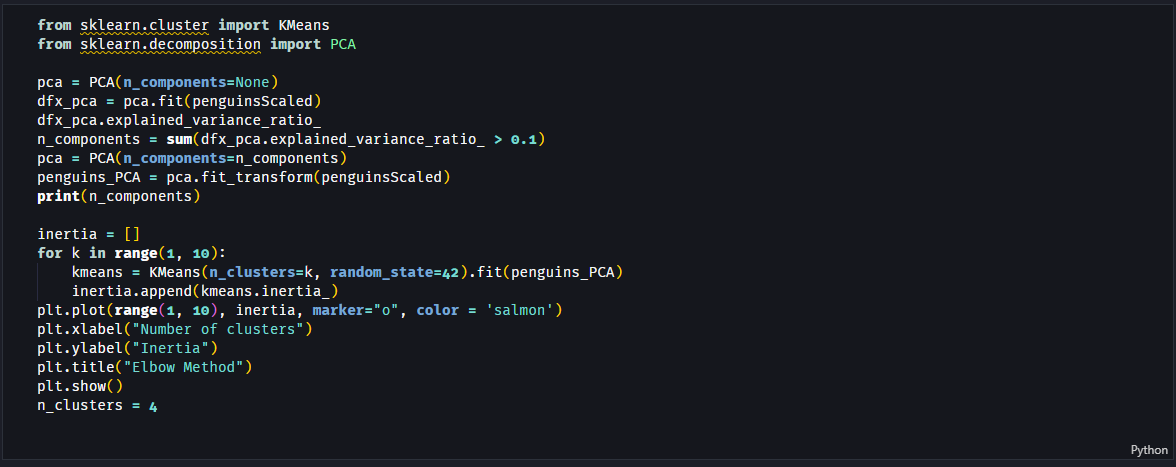 from sklearn.cluster import KMeans
from sklearn.decomposition import PCA

pca = PCA(n_components=None)
dfx_pca = pca.fit(penguinsScaled)
dfx_pca.explained_variance_ratio_
n_components = sum(dfx_pca.explained_variance_ratio_ > 0.1)
pca = PCA(n_components=n_components)
penguins_PCA = pca.fit_transform(penguinsScaled)
print(n_components)

inertia = []
for k in range(1, 10):
    kmeans = KMeans(n_clusters=k, random_state=42).fit(penguins_PCA)
    inertia.append(kmeans.inertia_)
plt.plot(range(1, 10), inertia, marker="o", color = 'salmon')
plt.xlabel("Number of clusters")
plt.ylabel("Inertia")
plt.title("Elbow Method")
plt.show()
n_clusters = 4
Python